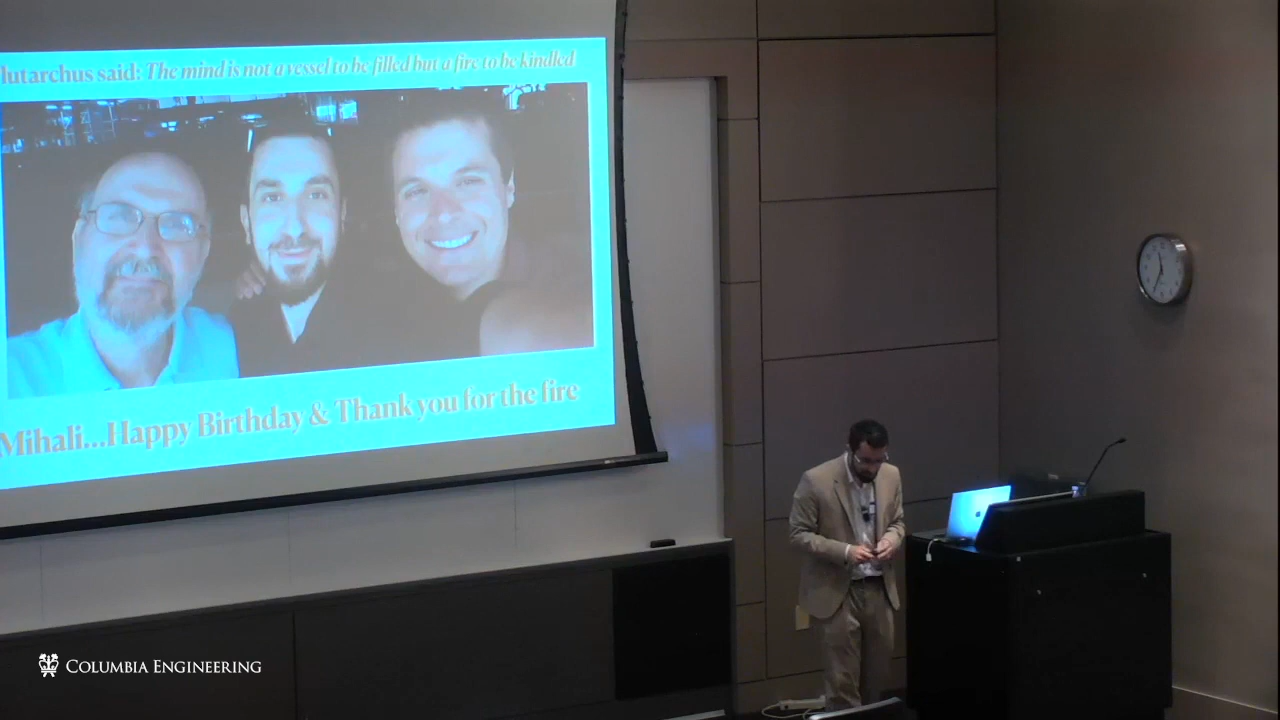 lutarchus said: The mind is not a vessel to be filled but a fire to be kindled
Mihali...Happy Birthday & Thank you for the fire
COLUMBIA ENGINEERING